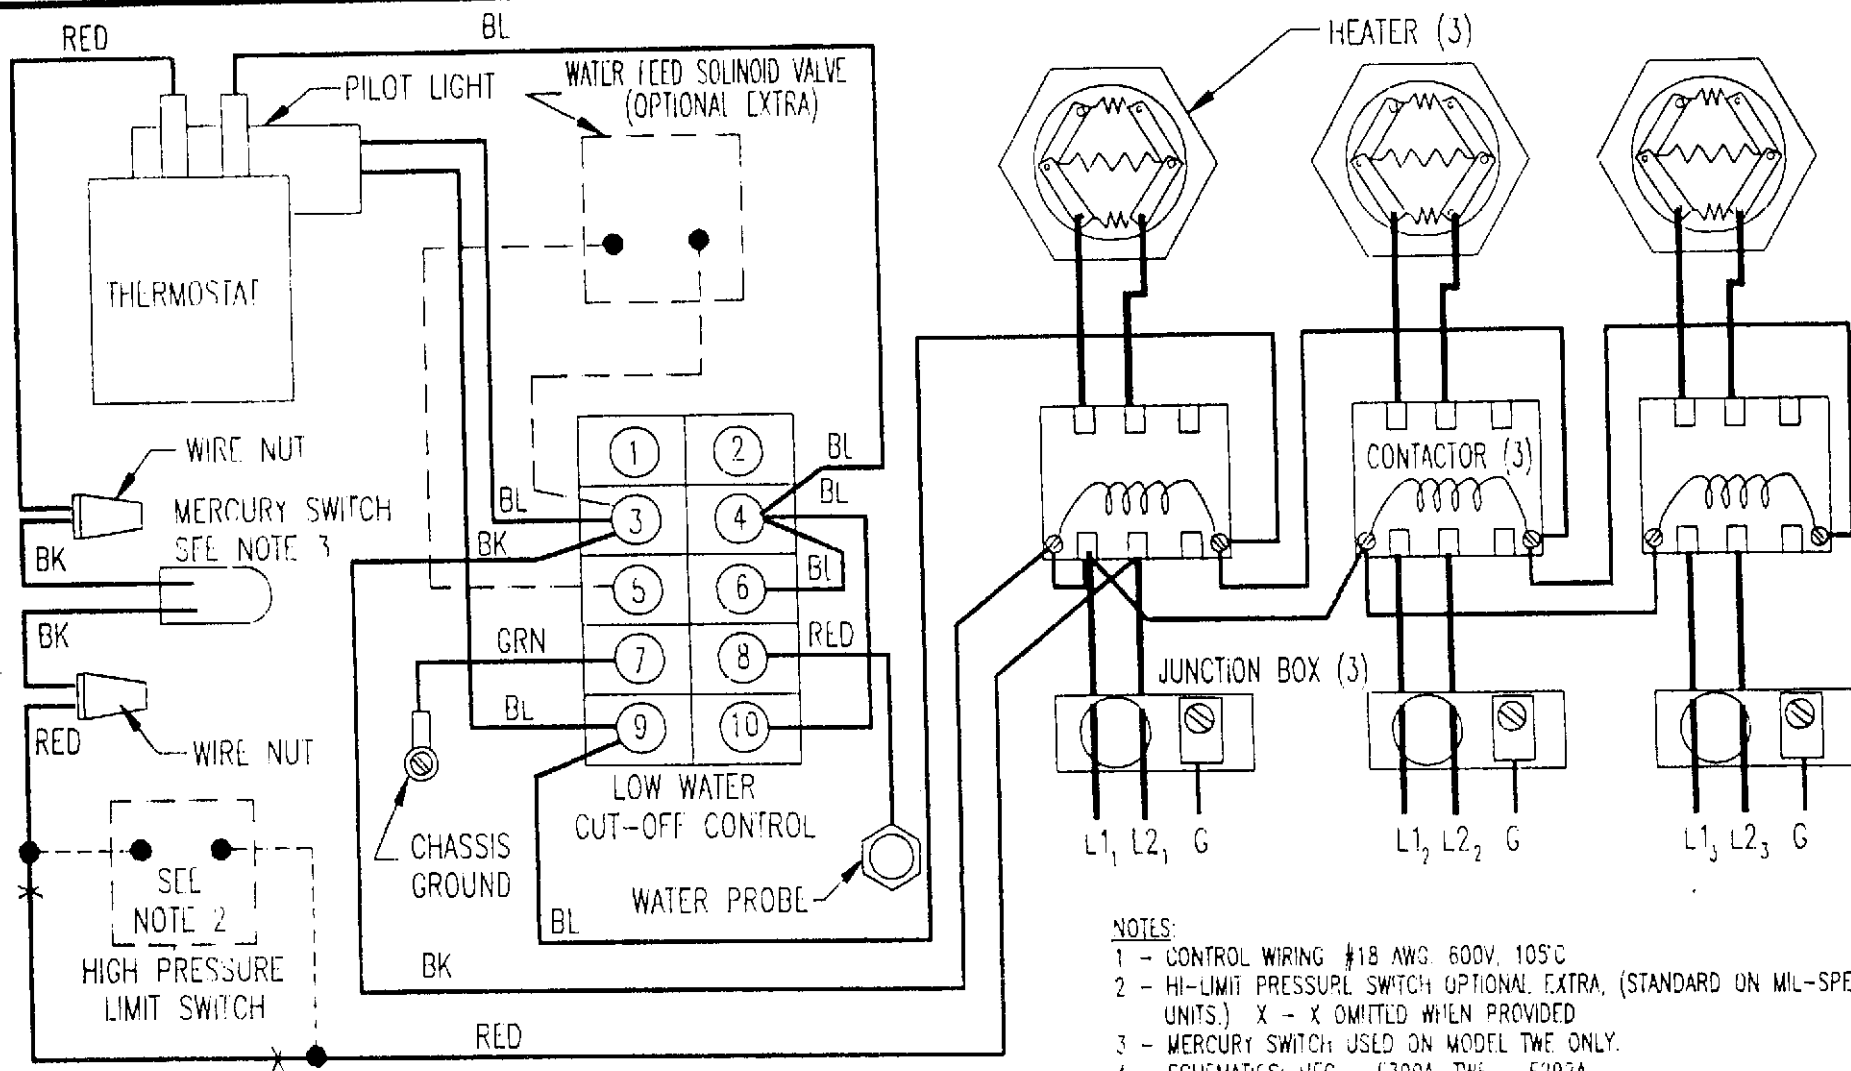 RED
BL
HEATER (3)
PILOT LIGHT
WATER FEED SOLINOID VALVE
(OPTIONAL EXTRA)
THERMOSTAT
WIRE NUT
MERCURY SWITCH
SEE NOTE 3
BK
BK
RED
WIRE NUT
SEE
NOTE 2
HIGH PRESSURE
LIMIT SWITCH
X
X
1
2
3
4
5
6
7
8
9
10
BL
BL
BL
BK
BL
GRN
RED
BL
LOW WATER
CUT-OFF CONTROL
CHASSIS
GROUND
WATER PROBE
BL
BK
RED
CONTACTOR (3)
JUNCTION BOX (3)
L1₁ L2₁ G
L1₂ L2₂ G
L1₃ L2₃ G
NOTES:
1 - CONTROL WIRING #18 AWG. 600V, 105°C
2 - HI-LIMIT PRESSURE SWITCH OPTIONAL EXTRA, (STANDARD ON MIL-SPE
UNITS.) X - X OMITTED WHEN PROVIDED
3 - MERCURY SWITCH USED ON MODEL TWE ONLY.